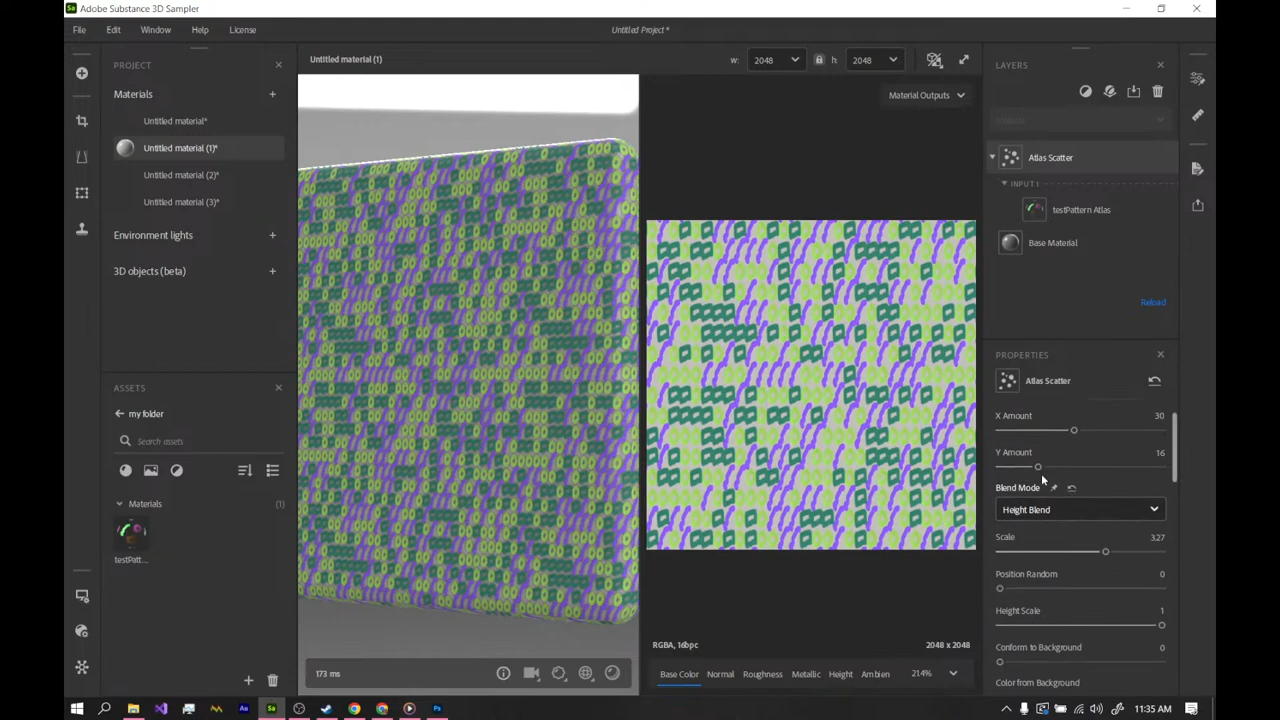 Adobe Substance 3D Sampler
File Edit Window Help License
Untitled Project *
PROJECT
Materials
Untitled material*
Untitled material (1)*
Untitled material (2)*
Untitled material (3)*
Environment lights
3D objects (beta)
ASSETS
my folder
Search assets
Materials (1)
testPatt...
Untitled material (1)
w: 2048 h: 2048
Material Outputs
173 ms
RGBA, 16bpc 2048 x 2048
Base Color Normal Roughness Metallic Height Ambien 214%
LAYERS
Atlas Scatter
INPUT 1
testPattern Atlas
Base Material
Reload
PROPERTIES
Atlas Scatter
X Amount 30
Y Amount 16
Blend Mode
Height Blend
Scale 3.27
Position Random 0
Height Scale 1
Conform to Background 0
Color from Background
11:35 AM